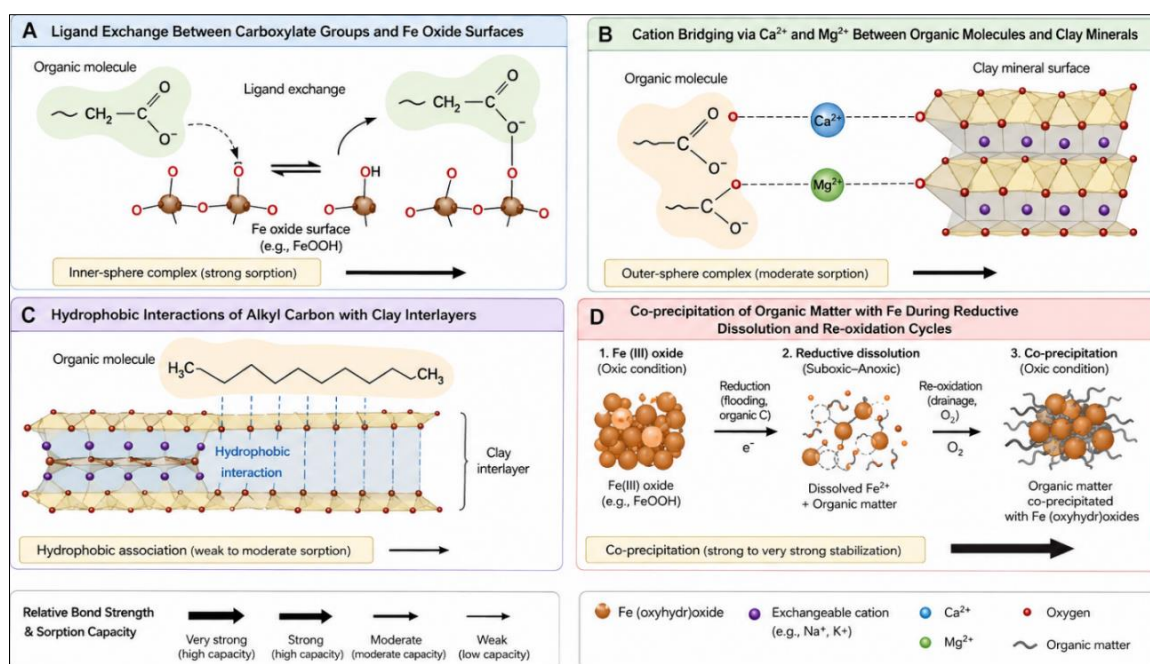 A Ligand Exchange Between Carboxylate Groups and Fe Oxide Surfaces
Organic molecule
Ligand exchange
CH₂
C
O
O⁻
O
O
O
O
O
OH
CH₂
C
O
O
O
O
O
O
Fe oxide surface
(e.g., FeOOH)
Inner-sphere complex (strong sorption)
B Cation Bridging via Ca²⁺ and Mg²⁺ Between Organic Molecules and Clay Minerals
Organic molecule
Clay mineral surface
O
C
O⁻
O
Ca²⁺
O
C
O⁻
O
Mg²⁺
O
Outer-sphere complex (moderate sorption)
C Hydrophobic Interactions of Alkyl Carbon with Clay Interlayers
Organic molecule
H₃C
CH₃
Hydrophobic
interaction
Clay
interlayer
Hydrophobic association (weak to moderate sorption)
D Co-precipitation of Organic Matter with Fe During Reductive
Dissolution and Re-oxidation Cycles
1. Fe (III) oxide
(Oxic condition)
Fe(III) oxide
(e.g., FeOOH)
Reduction
(flooding,
organic C)
e⁻
2. Reductive dissolution
(Suboxic–Anoxic)
Dissolved Fe²⁺
+ Organic matter
Re-oxidation
(drainage,
O₂)
O₂
3. Co-precipitation
(Oxic condition)
Organic matter
co-precipitated
with Fe (oxyhydr)oxides
Co-precipitation (strong to very strong stabilization)
Relative Bond Strength
& Sorption Capacity
Very strong
(high capacity)
Strong
(high capacity)
Moderate
(moderate capacity)
Weak
(low capacity)
Fe (oxyhydr)oxide
Exchangeable cation
(e.g., Na⁺, K⁺)
Ca²⁺
Mg²⁺
Oxygen
Organic matter